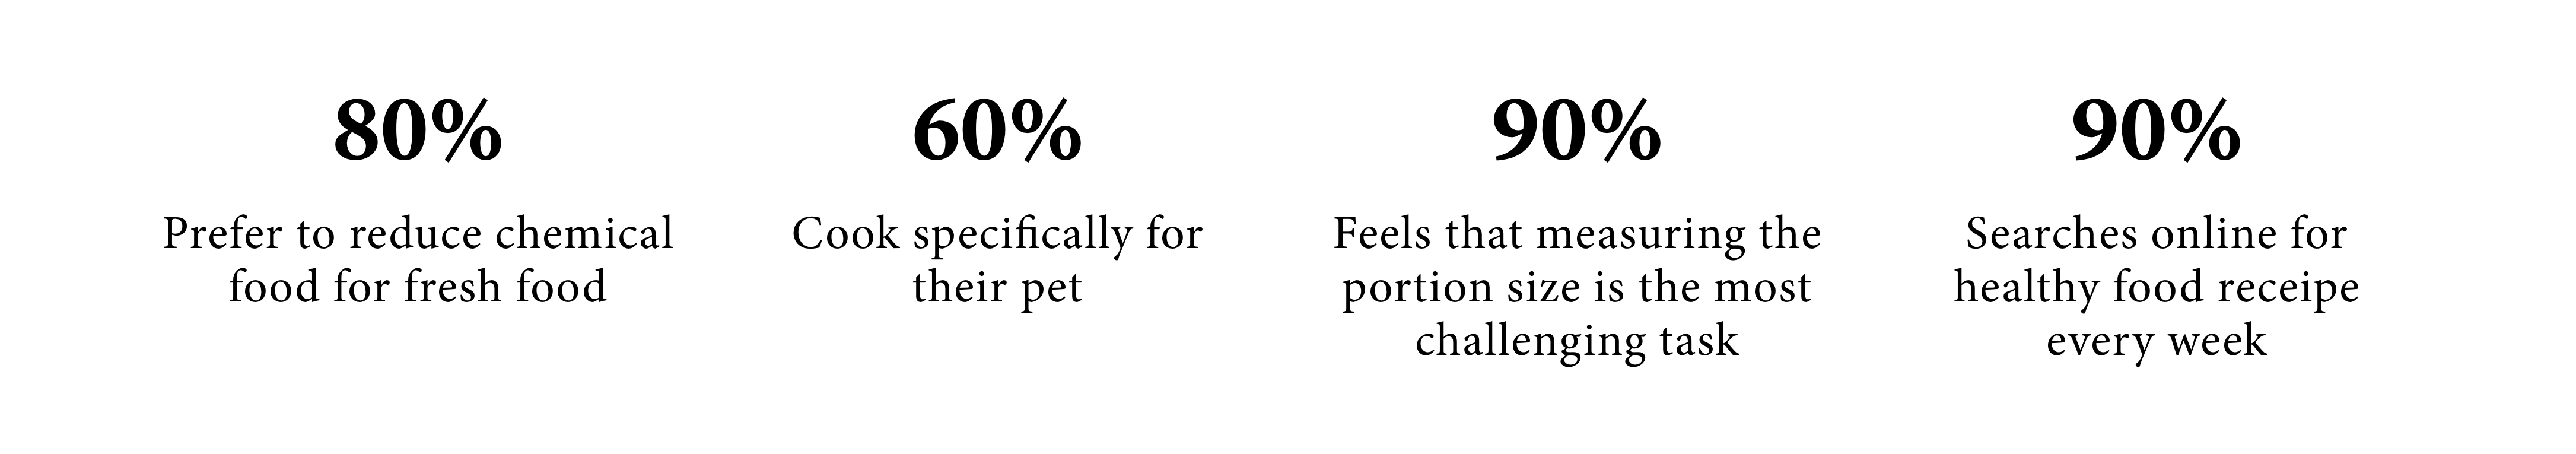 80%
Prefer to reduce chemical
food for fresh food
60%
Cook specifically for
their pet
90%
Feels that measuring the
portion size is the most
challenging task
90%
Searches online for
healthy food receipe
every week